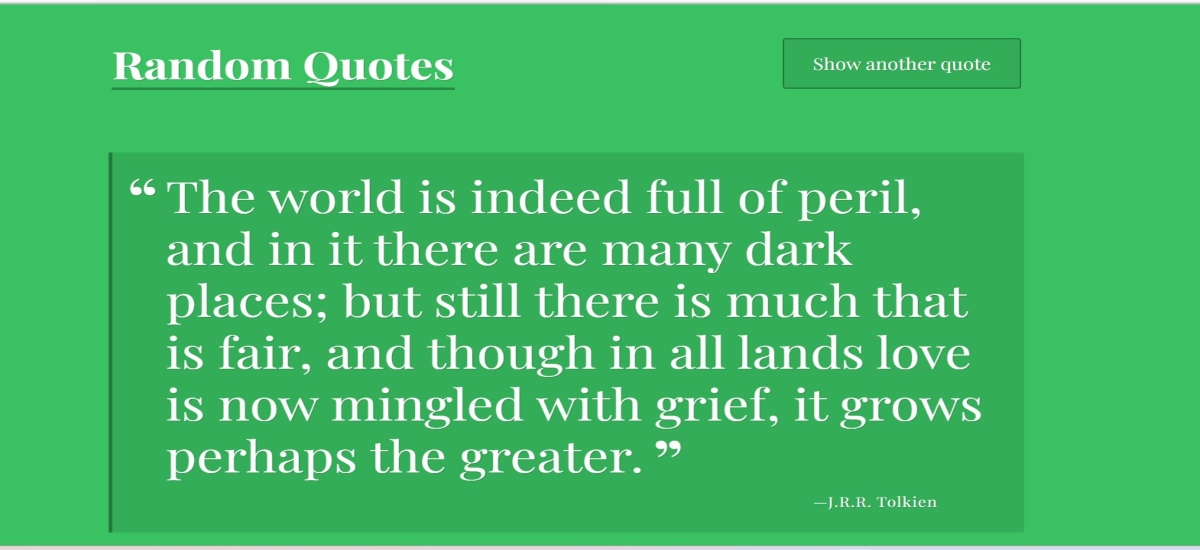 Random Quotes
Show another quote
“ The world is indeed full of peril,
and in it there are many dark
places; but still there is much that
is fair, and though in all lands love
is now mingled with grief, it grows
perhaps the greater. ”
—J.R.R. Tolkien